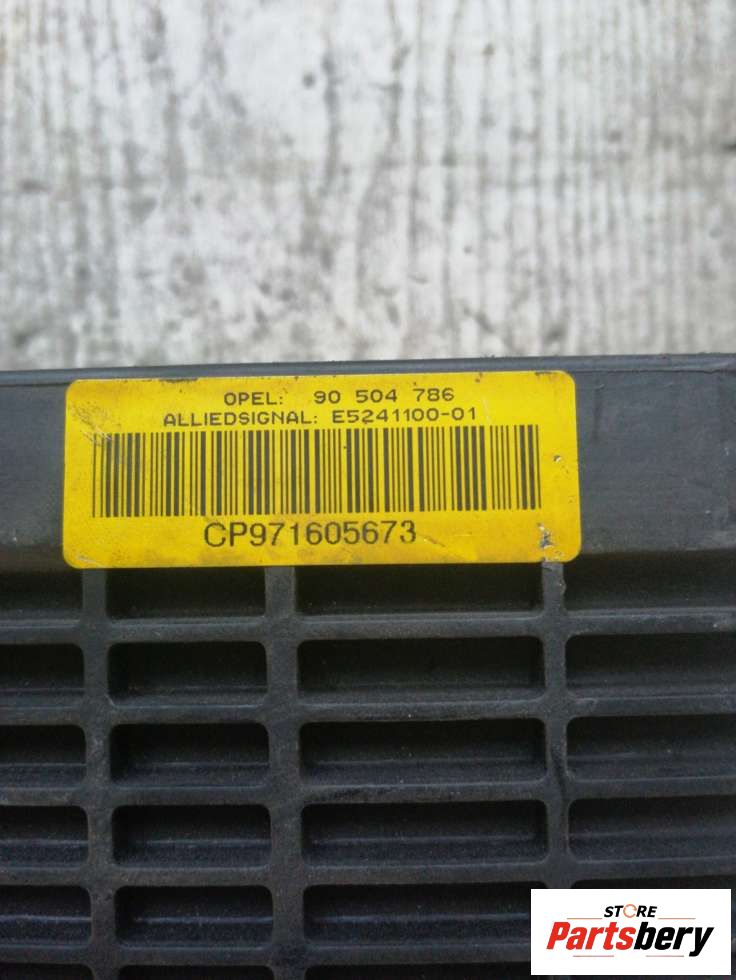 OPEL: 90 504 786
ALLIEDSIGNAL: E5241100-01
CP971605673
STORE
Partsbery